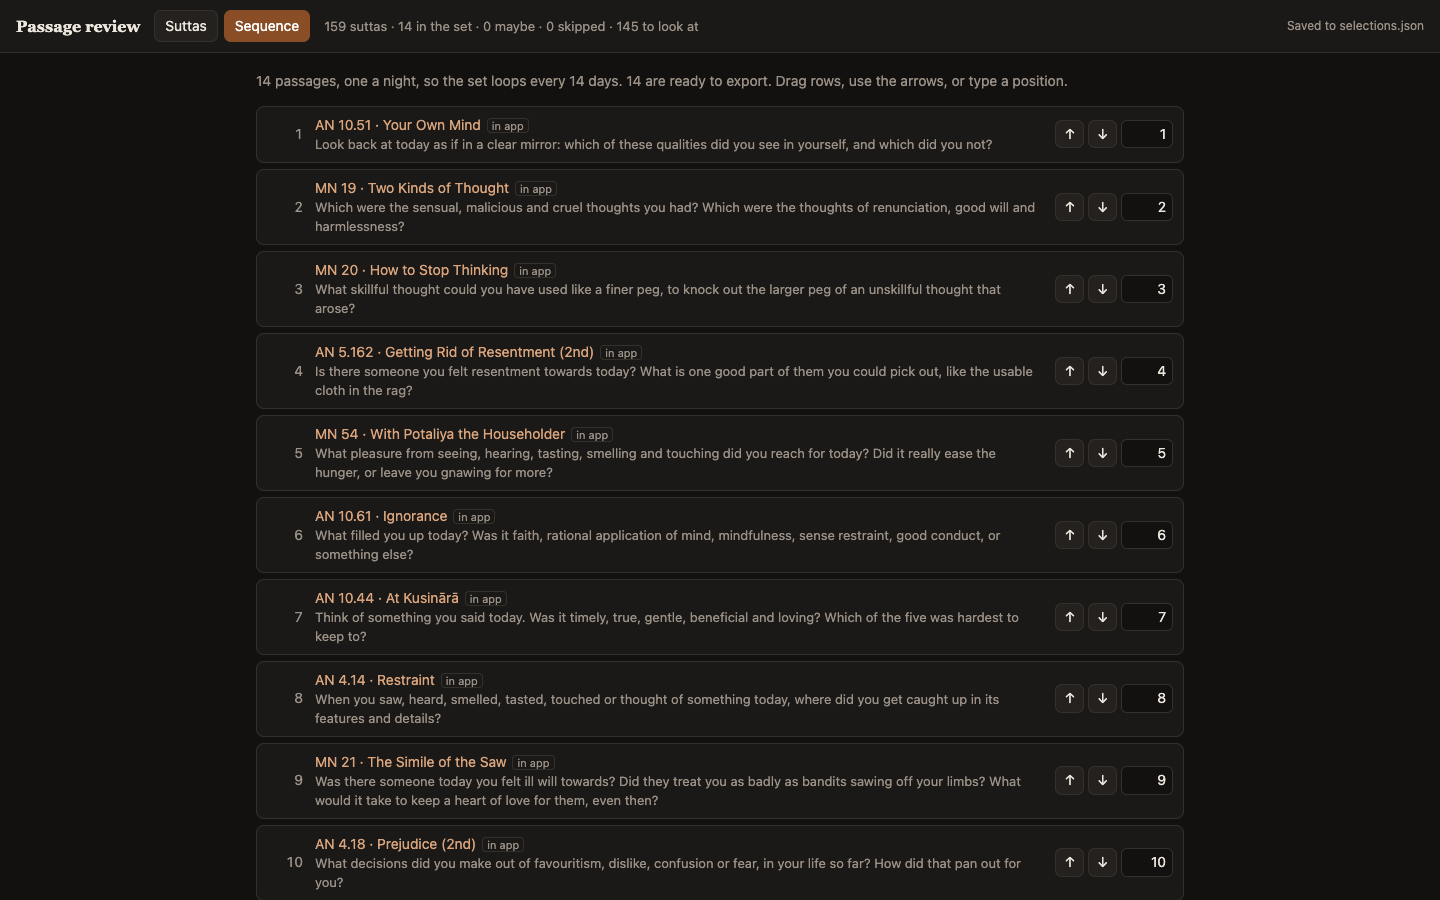 Passage review
Suttas
Sequence
159 suttas · 14 in the set · 0 maybe · 0 skipped · 145 to look at
Saved to selections.json
14 passages, one a night, so the set loops every 14 days. 14 are ready to export. Drag rows, use the arrows, or type a position.
1
AN 10.51 · Your Own Mind in app
Look back at today as if in a clear mirror: which of these qualities did you see in yourself, and which did you not?
↑ ↓ 1
2
MN 19 · Two Kinds of Thought in app
Which were the sensual, malicious and cruel thoughts you had? Which were the thoughts of renunciation, good will and
harmlessness?
↑ ↓ 2
3
MN 20 · How to Stop Thinking in app
What skillful thought could you have used like a finer peg, to knock out the larger peg of an unskillful thought that
arose?
↑ ↓ 3
4
AN 5.162 · Getting Rid of Resentment (2nd) in app
Is there someone you felt resentment towards today? What is one good part of them you could pick out, like the usable
cloth in the rag?
↑ ↓ 4
5
MN 54 · With Potaliya the Householder in app
What pleasure from seeing, hearing, tasting, smelling and touching did you reach for today? Did it really ease the
hunger, or leave you gnawing for more?
↑ ↓ 5
6
AN 10.61 · Ignorance in app
What filled you up today? Was it faith, rational application of mind, mindfulness, sense restraint, good conduct, or
something else?
↑ ↓ 6
7
AN 10.44 · At Kusinārā in app
Think of something you said today. Was it timely, true, gentle, beneficial and loving? Which of the five was hardest to
keep to?
↑ ↓ 7
8
AN 4.14 · Restraint in app
When you saw, heard, smelled, tasted, touched or thought of something today, where did you get caught up in its
features and details?
↑ ↓ 8
9
MN 21 · The Simile of the Saw in app
Was there someone today you felt ill will towards? Did they treat you as badly as bandits sawing off your limbs? What
would it take to keep a heart of love for them, even then?
↑ ↓ 9
10
AN 4.18 · Prejudice (2nd) in app
What decisions did you make out of favouritism, dislike, confusion or fear, in your life so far? How did that pan out for
you?
↑ ↓ 10